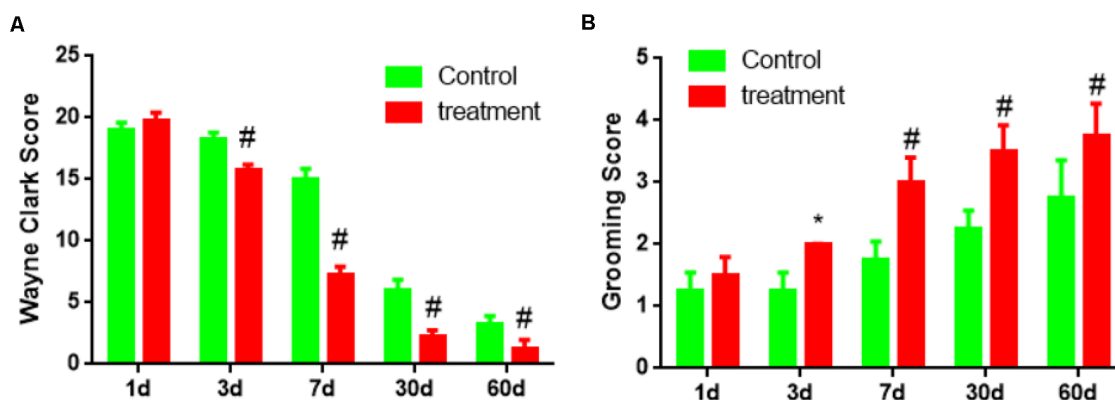 A
Wayne Clark Score
25
20
15
10
5
0
Control
treatment
#
#
#
#
1d
3d
7d
30d
60d
B
Grooming Score
5
4
3
2
1
0
Control
treatment
*
#
#
#
1d
3d
7d
30d
60d